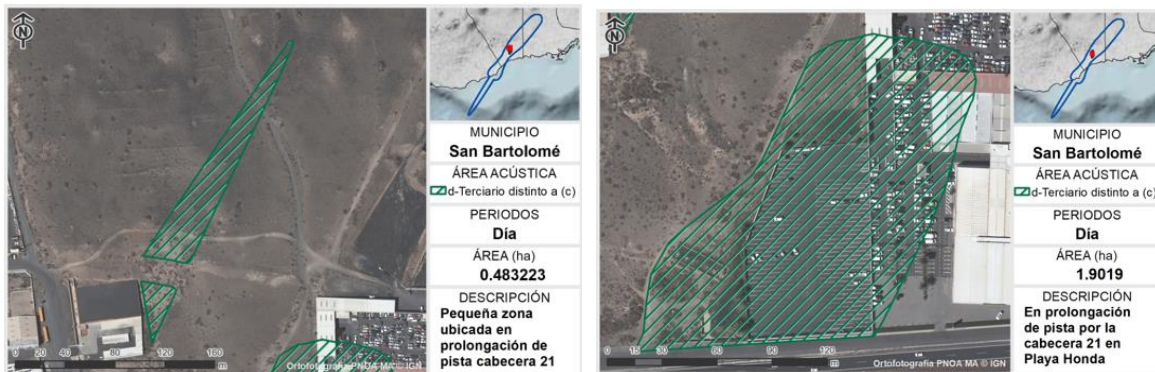 N
MUNICIPIO
San Bartolomé
ÁREA ACÚSTICA
d-Terciario distinto a (c)
PERIODOS
Día
ÁREA (ha)
0.483223
DESCRIPCIÓN
Pequeña zona
ubicada en
prolongación de
pista cabecera 21
0 20 40 80 120 160
m
Ortofotografía PNOA MA © IGN
N
MUNICIPIO
San Bartolomé
ÁREA ACÚSTICA
d-Terciario distinto a (c)
PERIODOS
Día
ÁREA (ha)
1.9019
DESCRIPCIÓN
En prolongación
de pista por la
cabecera 21 en
Playa Honda
0 15 30 60 90 120
m
Ortofotografía PNOA MA © IGN